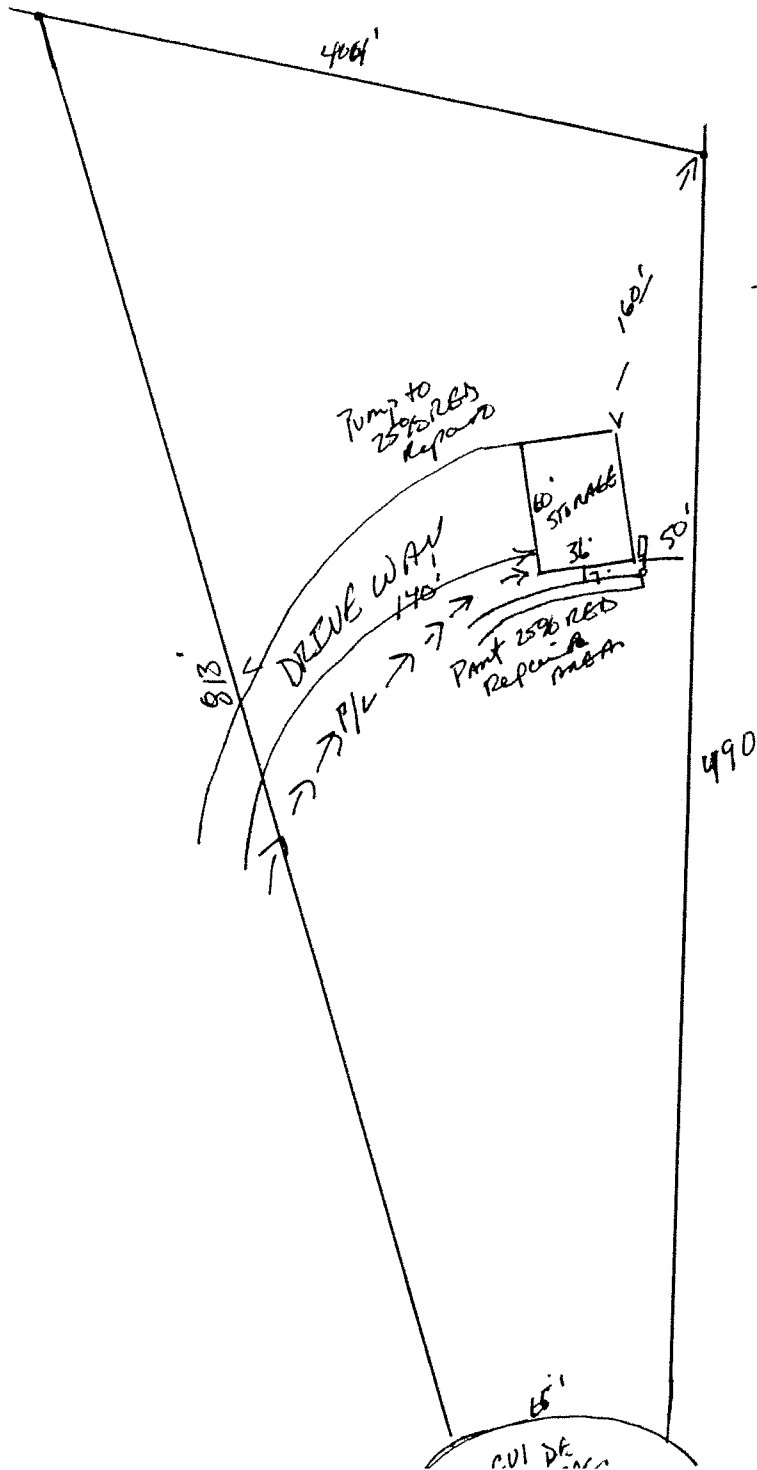 160'
Pump to
25% RED
Repair
60'
STORAGE
36'
50'
DRIVE WAY
140'
7'
Part 25% RED
Repair
AREA
813'
P/L
490
65'
CUL DE